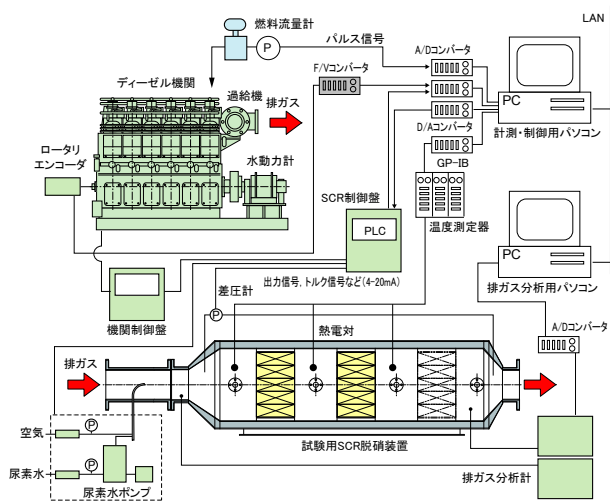 LAN
燃料流量計
パルス信号
P
A/Dコンバータ
F/Vコンバータ
ディーゼル機関
過給機
排ガス
PC
D/Aコンバータ
計測・制御用パソコン
ロータリ
エンコーダ
水動力計
GP-IB
SCR制御盤
PLC
温度測定器
PC
出力信号,トルク信号など(4-20mA)
差圧計
P
機関制御盤
排ガス分析用パソコン
熱電対
A/Dコンバータ
排ガス
空気
P
尿素水
P
尿素水ポンプ
試験用SCR脱硝装置
排ガス分析計